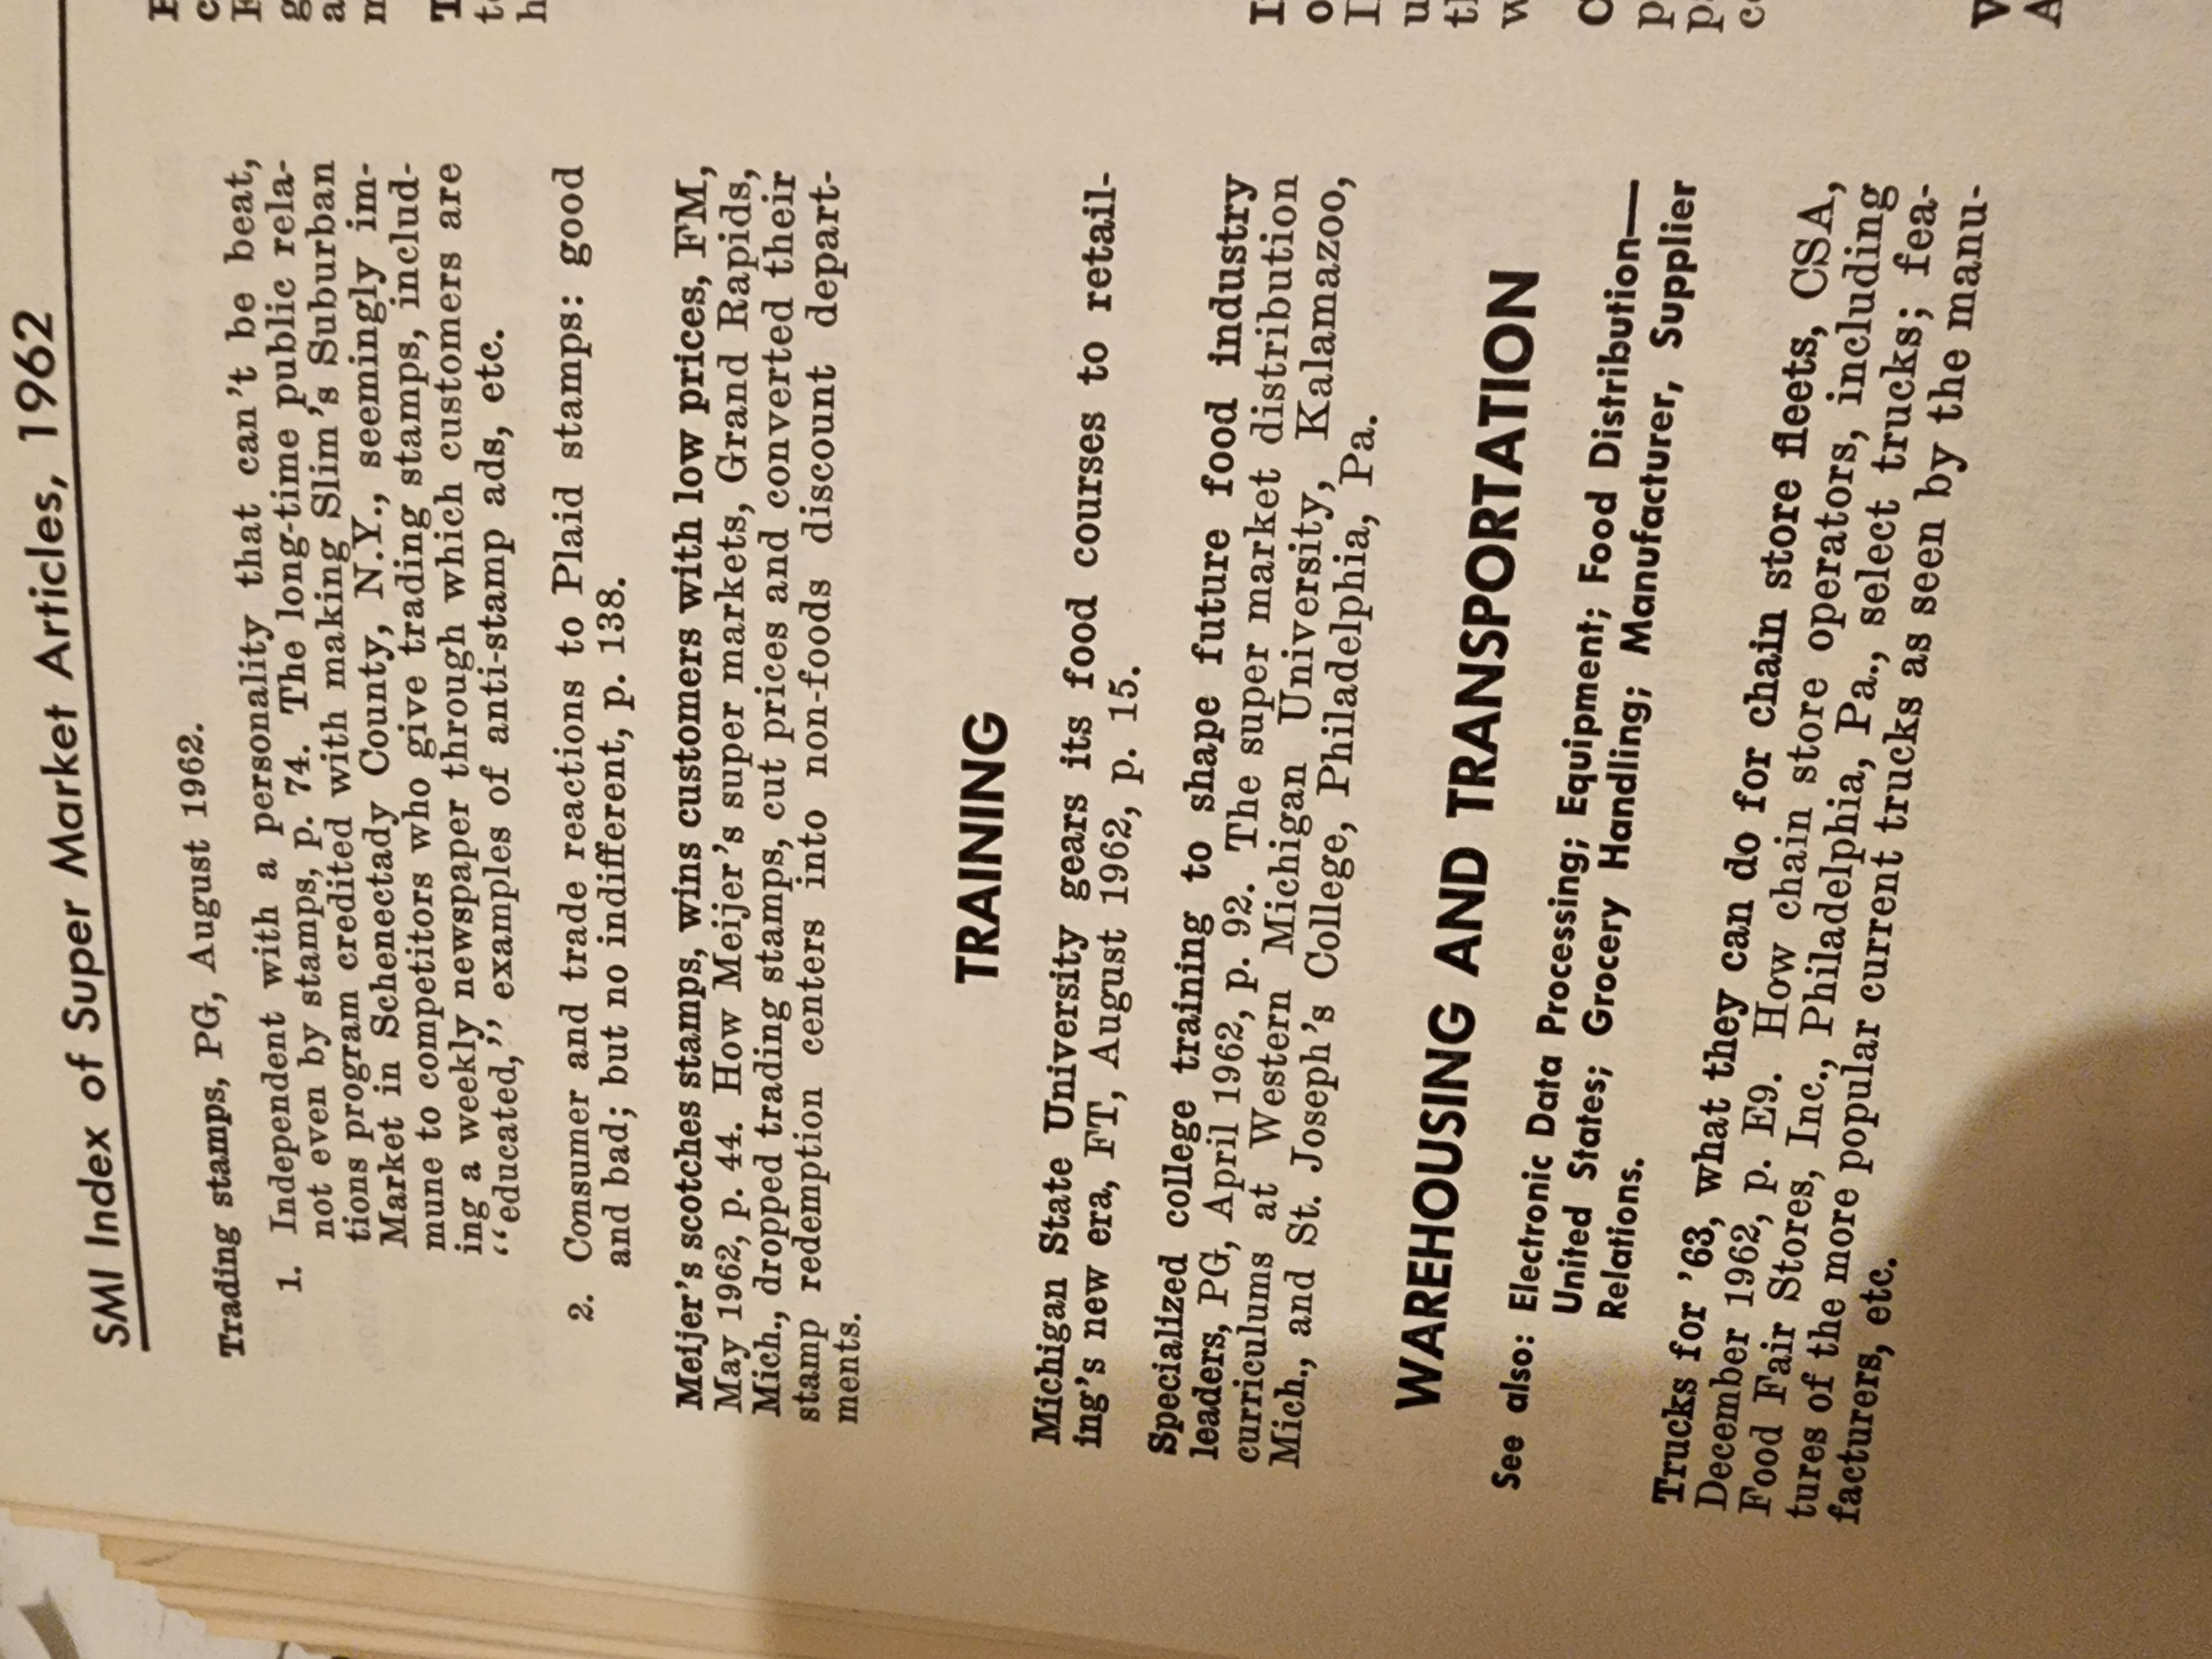 SMI Index of Super Market Articles, 1962
Trading stamps, PG, August 1962.
1. Independent with a personality that can't be beat,
not even by stamps, p. 74. The long-time public rela-
tions program credited with making Slim's Suburban
Market in Schenectady County, N.Y., seemingly im-
mune to competitors who give trading stamps, includ-
ing a weekly newspaper through which customers are
"educated," examples of anti-stamp ads, etc.
2. Consumer and trade reactions to Plaid stamps: good
and bad; but no indifferent, p. 138.
Meijer's scotches stamps, wins customers with low prices, FM,
May 1962, p. 44. How Meijer's super markets, Grand Rapids,
Mich., dropped trading stamps, cut prices and converted their
stamp redemption centers into non-foods discount depart-
ments.
TRAINING
Michigan State University gears its food courses to retail-
ing's new era, FT, August 1962, p. 15.
Specialized college training to shape future food industry
leaders, PG, April 1962, p. 92. The super market distribution
curriculums at Western Michigan University, Kalamazoo,
Mich., and St. Joseph's College, Philadelphia, Pa.
WAREHOUSING AND TRANSPORTATION
See also: Electronic Data Processing; Equipment; Food Distribution—
United States; Grocery Handling; Manufacturer, Supplier
Relations.
Trucks for '63, what they can do for chain store fleets, CSA,
December 1962, p. E9. How chain store operators, including
Food Fair Stores, Inc., Philadelphia, Pa., select trucks; fea-
tures of the more popular current trucks as seen by the manu-
facturers, etc.